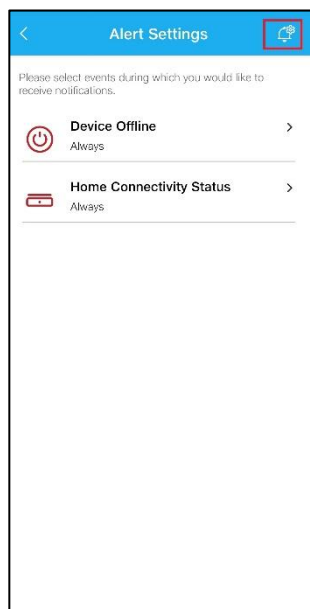 Alert Settings
Please select events during which you would like to
receive notifications.
Device Offline
Always
Home Connectivity Status
Always